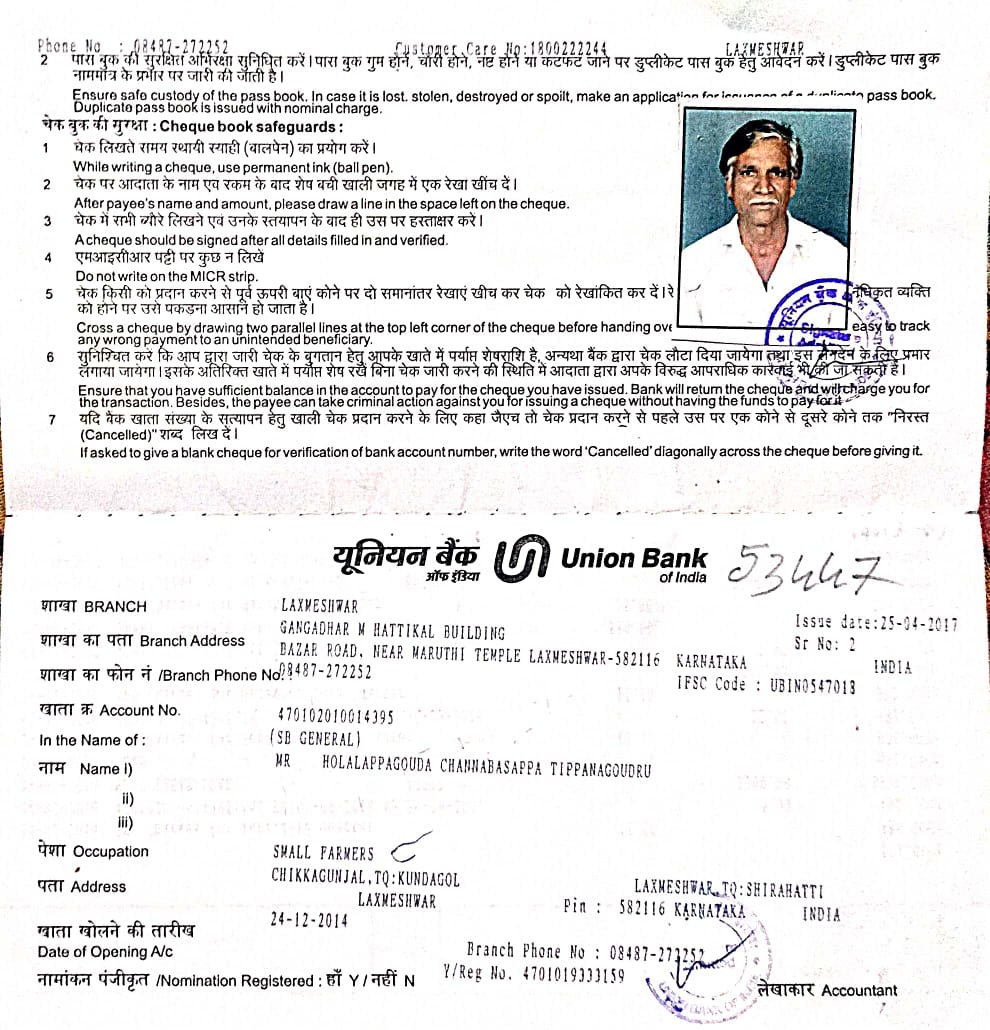 Phone No : 08487-272252 Customer Care No:1800222244 LAXMESHWAR
2 पास बुक की सुरक्षित अभिरक्षा सुनिश्चित करें। पास बुक गुम होने, चोरी होने, नष्ट होने या कटफट जाने पर डुप्लीकेट पास बुक हेतु आवेदन करें। डुप्लीकेट पास बुक
नाममात्र के प्रभार पर जारी की जाती है।
Ensure safe custody of the pass book. In case it is lost. stolen, destroyed or spoilt, make an application for issuance of a duplicate pass book.
Duplicate pass book is issued with nominal charge.
चेक बुक की सुरक्षा : Cheque book safeguards :
1 चेक लिखते समय स्थायी स्याही (बालपेन) का प्रयोग करें।
While writing a cheque, use permanent ink (ball pen).
2 चेक पर आदाता के नाम एवं रकम के बाद शेष बची खाली जगह में एक रेखा खींच दें।
After payee's name and amount, please draw a line in the space left on the cheque.
3 चेक में सभी ब्यौरे लिखने एवं उनके स्तयापन के बाद ही उस पर हस्ताक्षर करें।
A cheque should be signed after all details filled in and verified.
4 एमआइसीआर पट्टी पर कुछ न लिखें
Do not write on the MICR strip.
5 चेक किसी को प्रदान करने से पूर्व ऊपरी बाएं कोने पर दो समानांतर रेखाएं खीच कर चेक को रेखांकित कर दें। धिकृत व्यक्ति
को होने पर उसे पकड़ना आसान हो जाता है।
Cross a cheque by drawing two parallel lines at the top left corner of the cheque before handing ove easy to track
any wrong payment to an unintended beneficiary.
6 सुनिश्चित करें कि आप द्वारा जारी चेक के भुगतान हेतु आपके खाते में पर्याप्त शेषराशि है, अन्यथा बैंक द्वारा चेक लौटा दिया जायेगा तथा इस लेनदेन के लिए प्रभार
लगाया जायेगा। इसके अतिरिक्त खाते में पर्याप्त शेष रखे बिना चेक जारी करने की स्थिति में आदाता द्वारा आपके विरुद्ध आपराधिक कार्रवाई भी की जा सकती है।
Ensure that you have sufficient balance in the account to pay for the cheque you have issued. Bank will return the cheque and will charge you for
the transaction. Besides, the payee can take criminal action against you for issuing a cheque without having the funds to pay for it
7 यदि बैंक खाता संख्या के सत्यापन हेतु खाली चेक प्रदान करने के लिए कहा जैएच तो चेक प्रदान करने से पहले उस पर एक कोने से दूसरे कोने तक "निरस्त
(Cancelled)" शब्द लिख दें।
If asked to give a blank cheque for verification of bank account number, write the word 'Cancelled' diagonally across the cheque before giving it.
यूनियन बैंक Union Bank 53447
ऑफ इंडिया of India
शाखा BRANCH LAXMESHWAR
Issue date:25-04-2017
शाखा का पता Branch Address GANGADHAR M HATTIKAL BUILDING Sr No: 2
BAZAR ROAD, NEAR MARUTHI TEMPLE LAXMESHWAR-582116 KARNATAKA INDIA
शाखा का फोन नं /Branch Phone No. 08487-272252 IFSC Code : UBIN0547018
खाता क्र Account No. 470102010014395
In the Name of : (SB GENERAL)
नाम Name I) MR HOLALAPPAGOUDA CHANNABASAPPA TIPPANAGOUDRU
ii)
iii)
पेशा Occupation SMALL FARMERS
पता Address CHIKKAGUNJAL,TQ:KUNDAGOL LAXMESHWAR,TQ:SHIRAHATTI
LAXMESHWAR Pin : 582116 KARNATAKA INDIA
खाता खोलने की तारीख 24-12-2014
Date of Opening A/c Branch Phone No : 08487-272252
नामांकन पंजीकृत /Nomination Registered : हाँ Y / नहीं N Y/Reg No. 4701019333159
लेखाकार Accountant